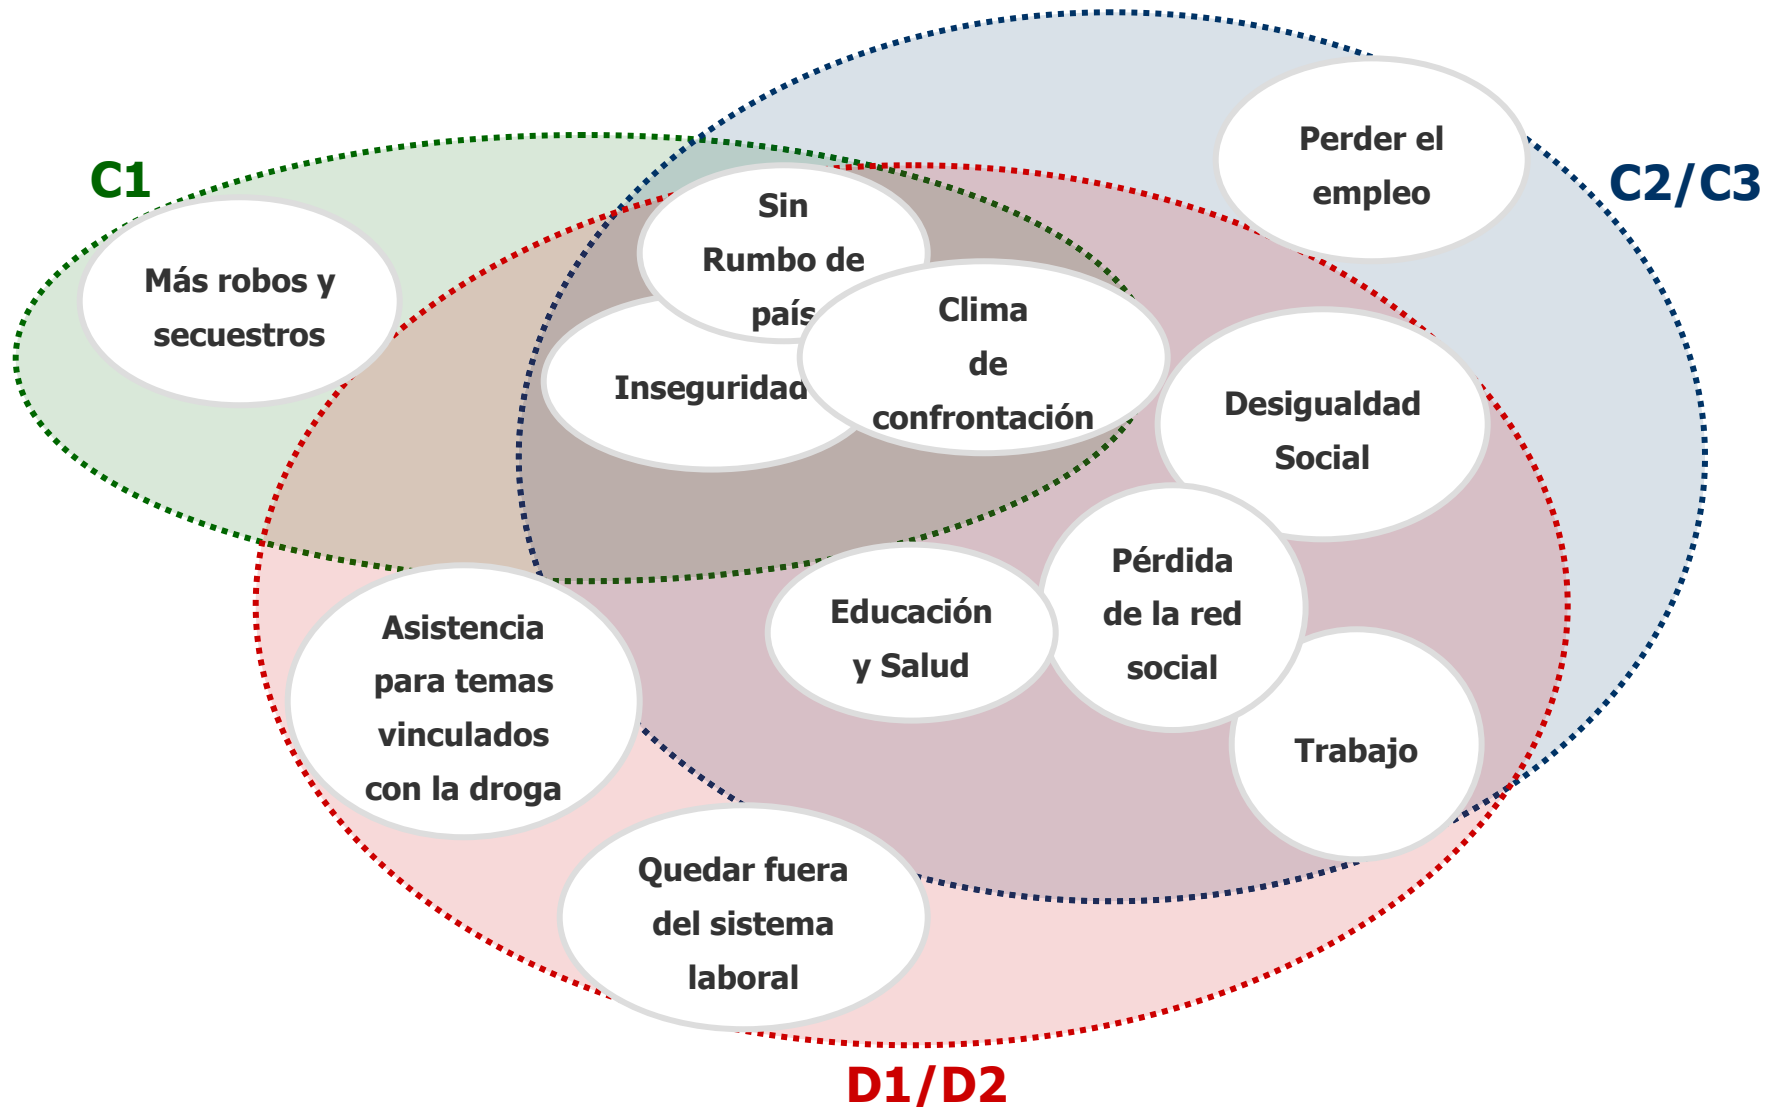 C1
Más robos y
secuestros
Sin
Rumbo de
país
Inseguridad
Clima
de
confrontación
Perder el
empleo
C2/C3
Desigualdad
Social
Pérdida
de la red
social
Educación
y Salud
Trabajo
Asistencia
para temas
vinculados
con la droga
Quedar fuera
del sistema
laboral
D1/D2